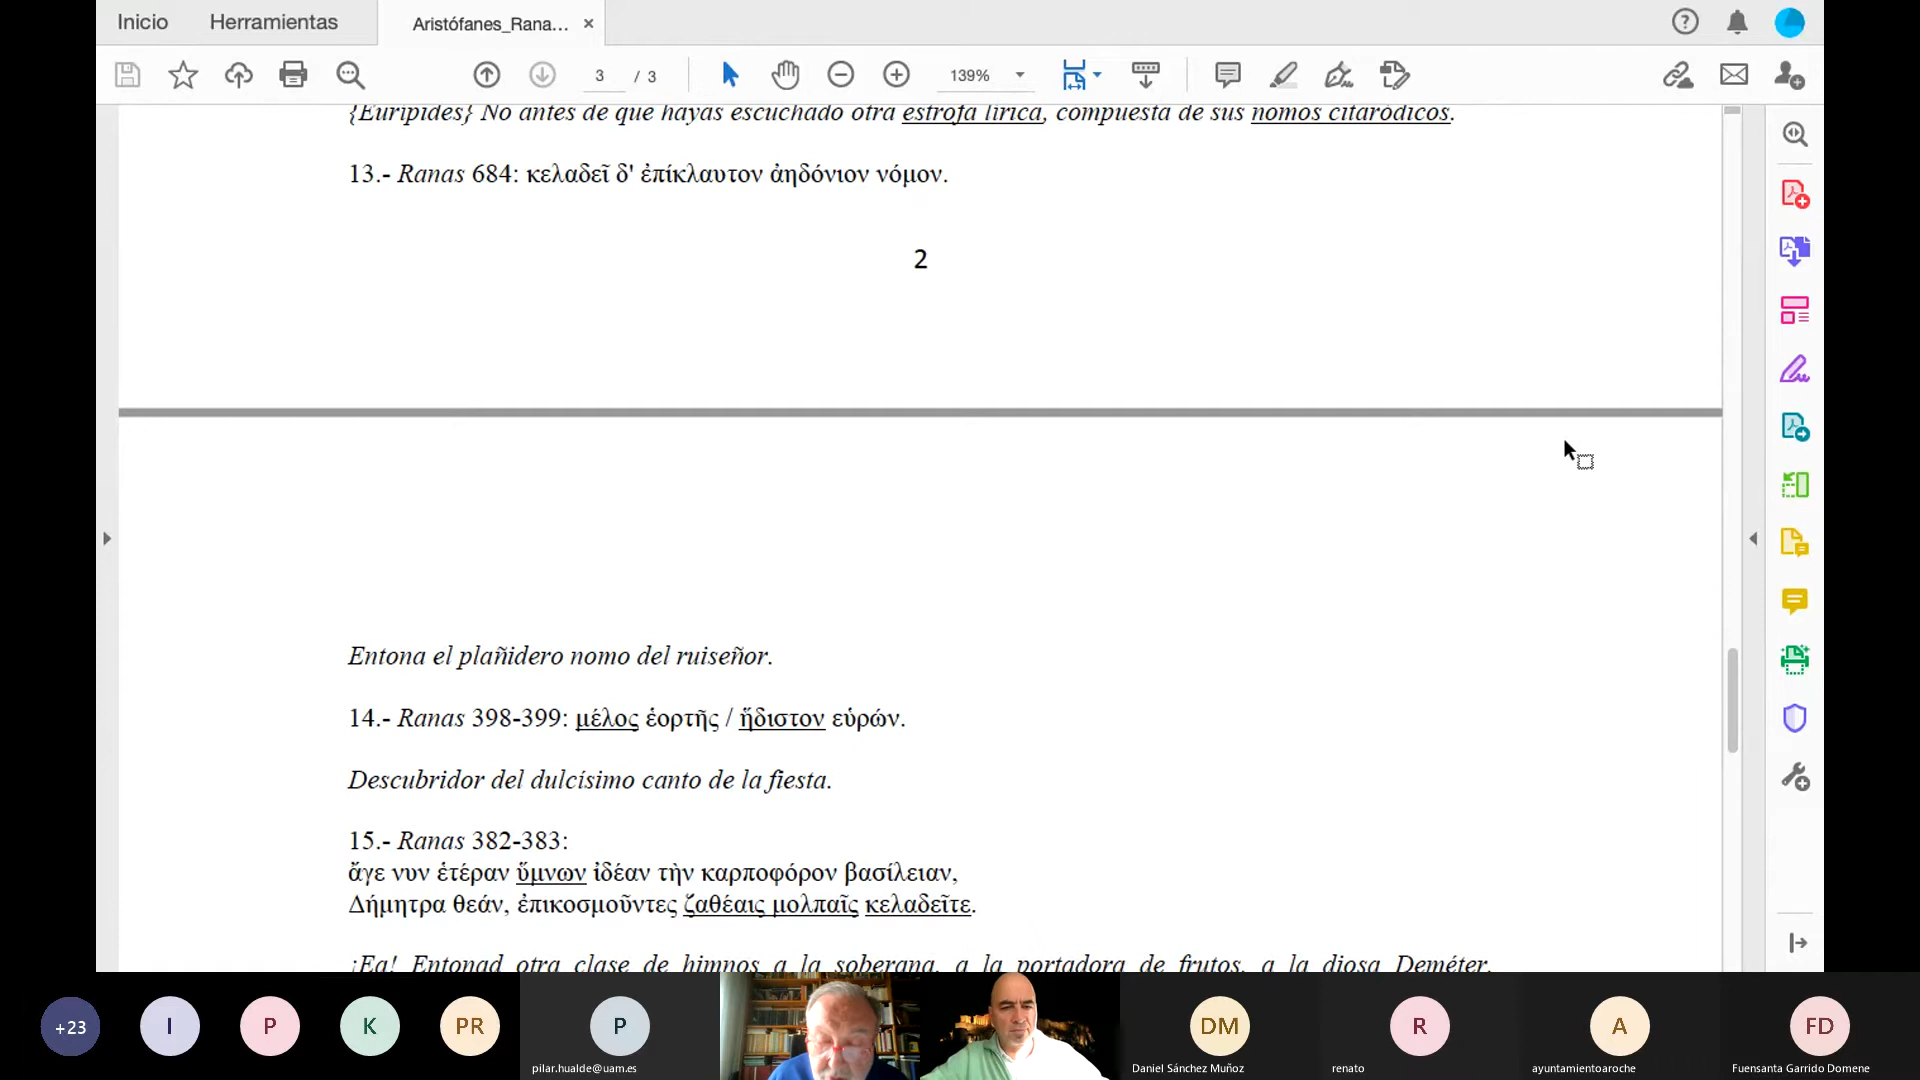 Inicio
Herramientas
Aristófanes_Rana...
3 / 3
139%
{Eurípides} No antes de que hayas escuchado otra estrofa lírica, compuesta de sus nomos citaródicos.
13.- Ranas 684: κελαδεῖ δ' ἐπίκλαυτον ἀηδόνιον νόμον.
2
Entona el plañidero nomo del ruiseñor.
14.- Ranas 398-399: μέλος ἑορτῆς / ἥδιστον εὑρών.
Descubridor del dulcísimo canto de la fiesta.
15.- Ranas 382-383:
ἄγε νυν ἑτέραν ὕμνων ἰδέαν τὴν καρποφόρον βασίλειαν,
Δήμητρα θεάν, ἐπικοσμοῦντες ζαθέαις μολπαῖς κελαδεῖτε.
¡Ea! Entonad otra clase de himnos a la soberana, a la portadora de frutos, a la diosa Deméter,
+23
I
P
K
PR
P
DM
R
A
FD
pilar.hualde@uam.es
Daniel Sánchez Muñoz
renato
ayuntamientoaroche
Fuensanta Garrido Domene